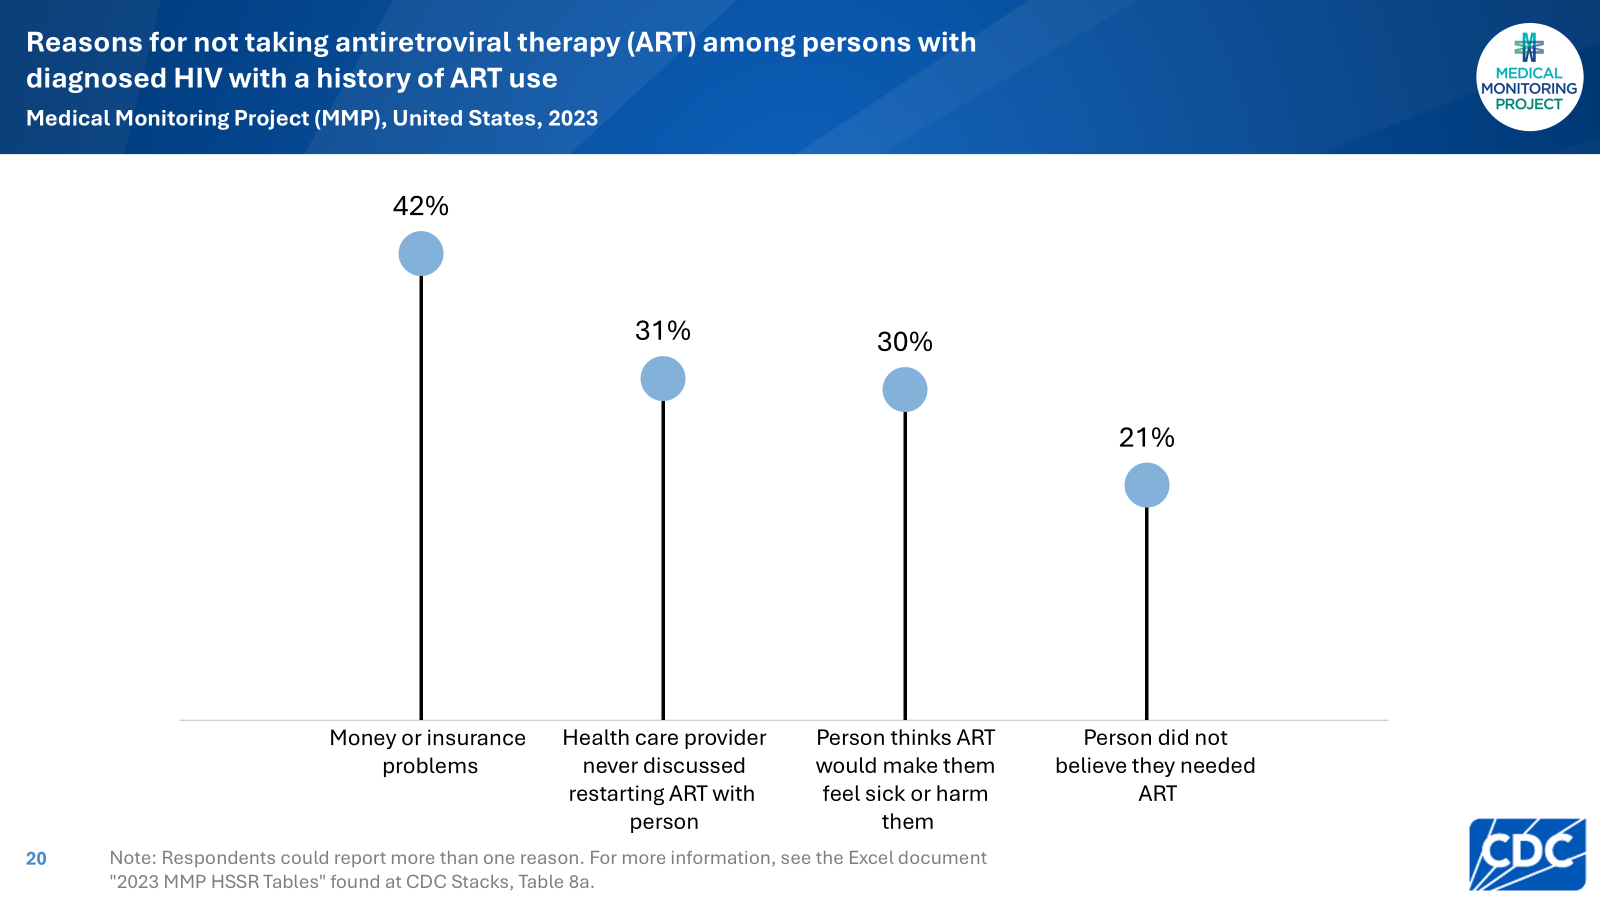 Reasons for not taking antiretroviral therapy (ART) among persons with
diagnosed HIV with a history of ART use
Medical Monitoring Project (MMP), United States, 2023
MEDICAL
MONITORING
PROJECT
42%
31%
30%
21%
Money or insurance
problems
Health care provider
never discussed
restarting ART with
person
Person thinks ART
would make them
feel sick or harm
them
Person did not
believe they needed
ART
20
Note: Respondents could report more than one reason. For more information, see the Excel document
"2023 MMP HSSR Tables" found at CDC Stacks, Table 8a.
CDC